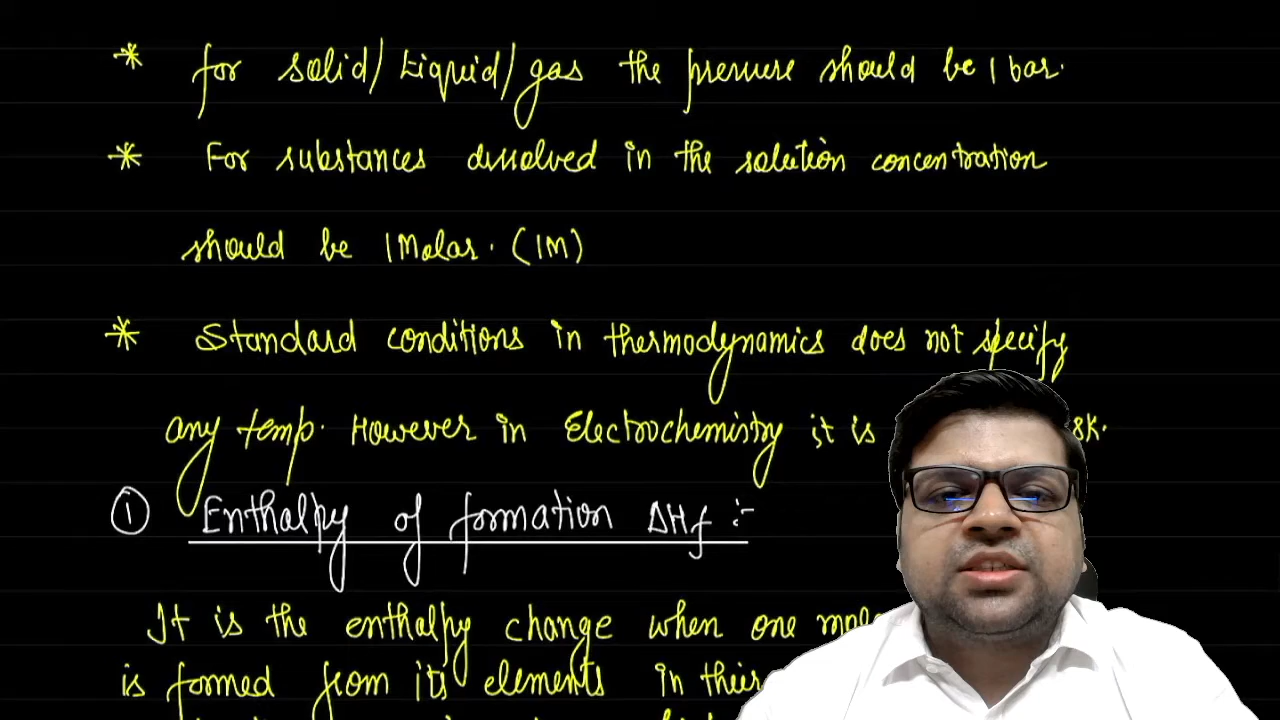 * for solid/Liquid/gas the pressure should be 1 bar.
* For substances dissolved in the solution concentration
should be 1 Molar. (1M)
* Standard conditions in thermodynamics does not specify
any temp. However in Electrochemistry it is
① Enthalpy of formation ΔHf :-
It is the enthalpy change when one
is formed from its elements in their